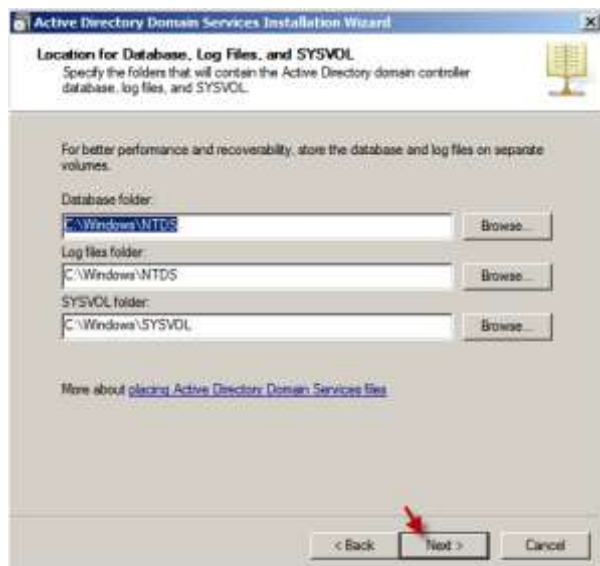 Active Directory Domain Services Installation Wizard
Location for Database, Log Files, and SYSVOL
Specify the folders that will contain the Active Directory domain controller
database, log files, and SYSVOL.
For better performance and recoverability, store the database and log files on separate
volumes.
Database folder:
C:\Windows\NTDS
Browse...
Log files folder:
C:\Windows\NTDS
Browse...
SYSVOL folder:
C:\Windows\SYSVOL
Browse...
More about placing Active Directory Domain Services files
< Back Next > Cancel